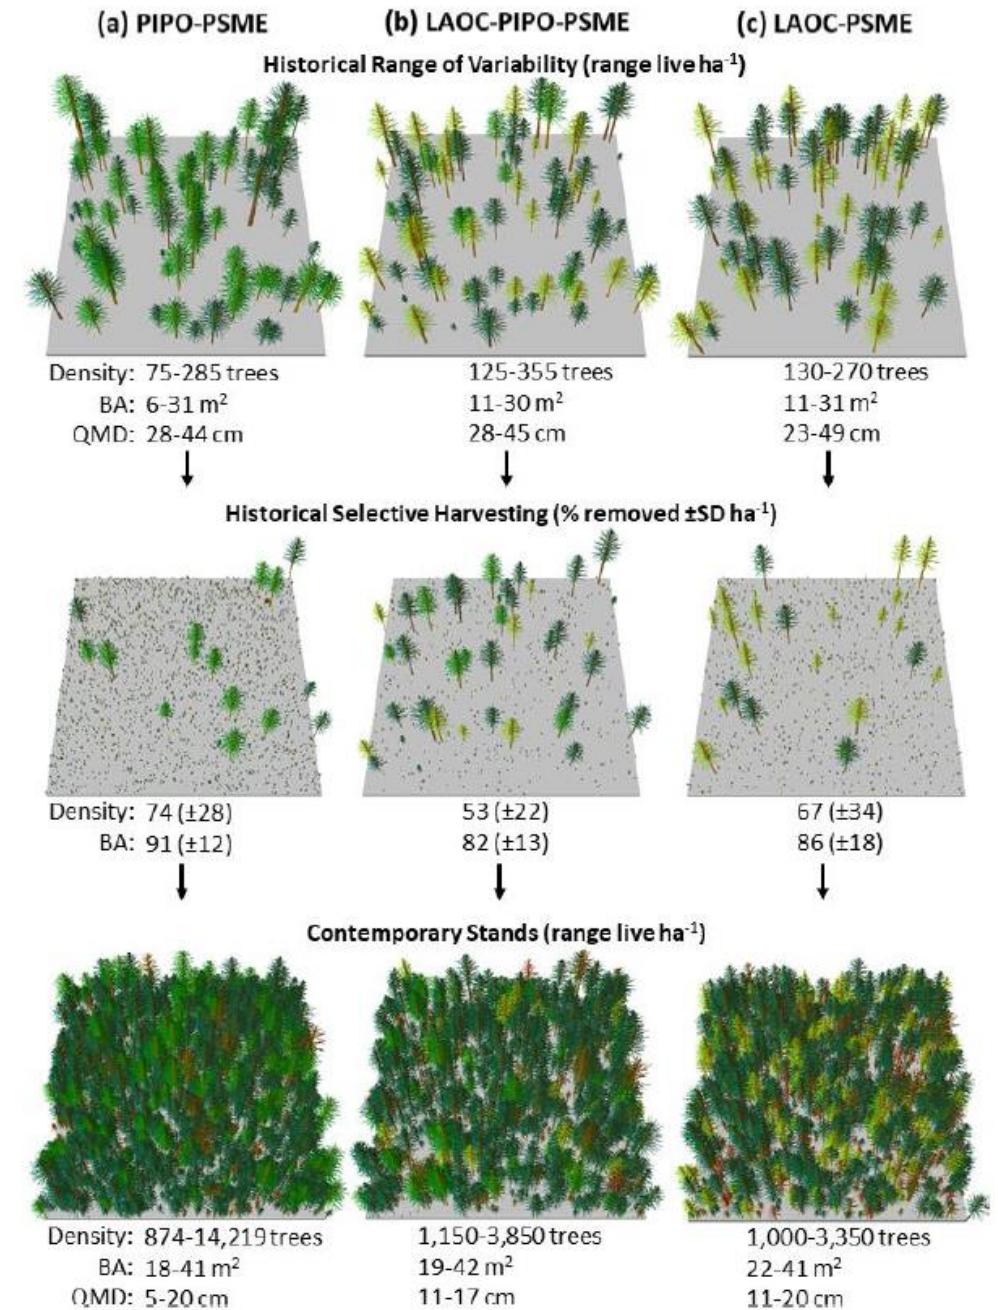 (a) PIPO-PSME (b) LAOC-PIPO-PSME (c) LAOC-PSME
Historical Range of Variability (range live ha⁻¹)
Density: 75-285 trees 125-355 trees 130-270 trees
BA: 6-31 m² 11-30 m² 11-31 m²
QMD: 28-44 cm 28-45 cm 23-49 cm
Historical Selective Harvesting (% removed ±SD ha⁻¹)
Density: 74 (±28) 53 (±22) 67 (±34)
BA: 91 (±12) 82 (±13) 86 (±18)
Contemporary Stands (range live ha⁻¹)
Density: 874-14,219 trees 1,150-3,850 trees 1,000-3,350 trees
BA: 18-41 m² 19-42 m² 22-41 m²
QMD: 5-20 cm 11-17 cm 11-20 cm